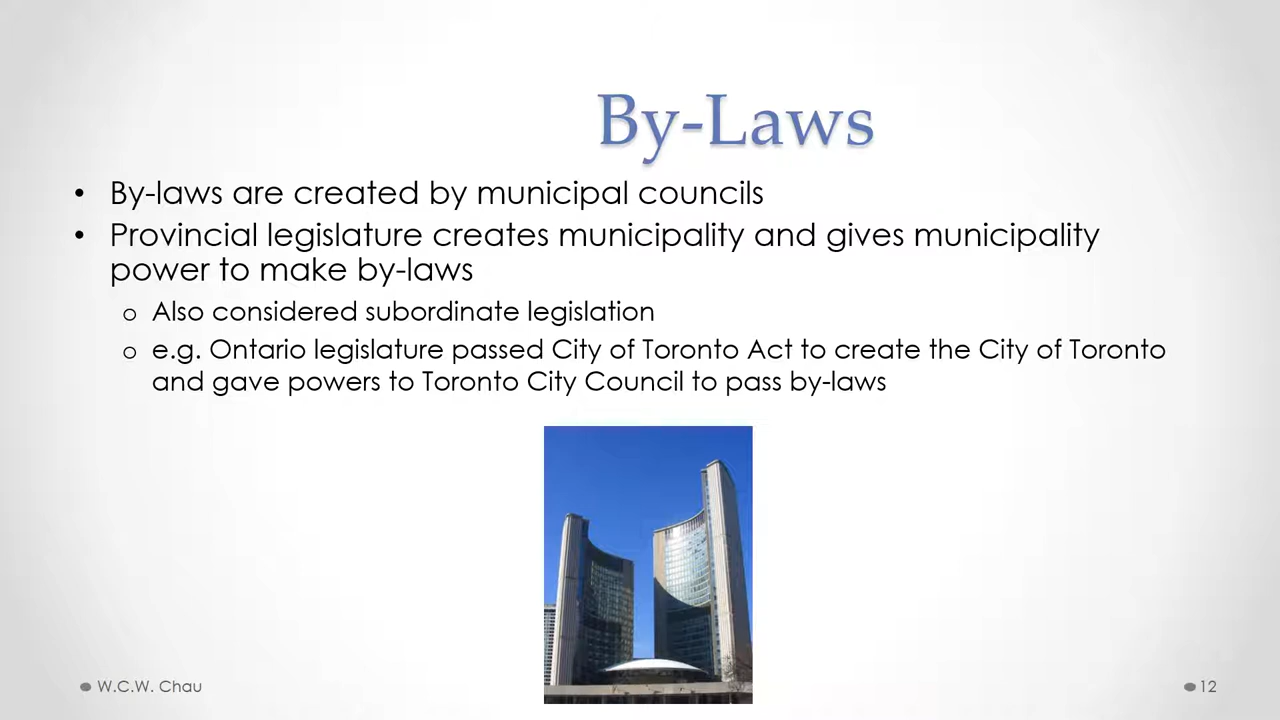 By-Laws
• By-laws are created by municipal councils
• Provincial legislature creates municipality and gives municipality
power to make by-laws
o Also considered subordinate legislation
o e.g. Ontario legislature passed City of Toronto Act to create the City of Toronto
and gave powers to Toronto City Council to pass by-laws
W.C.W. Chau
12